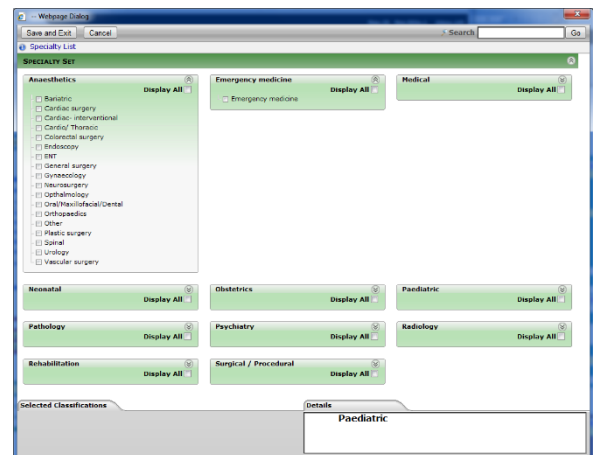 -- Webpage Dialog
Save and Exit Cancel Search Go
Specialty List
SPECIALTY SET
Anaesthetics
Display All
Bariatric
Cardiac surgery
Cardiac- interventional
Cardio/ Thoracic
Colorectal surgery
Endoscopy
ENT
General surgery
Gynaecology
Neurosurgery
Opthalmology
Oral/Maxillofacial/Dental
Orthopaedics
Other
Plastic surgery
Spinal
Urology
Vascular surgery
Emergency medicine
Display All
Emergency medicine
Medical
Display All
Neonatal
Display All
Obstetrics
Display All
Paediatric
Display All
Pathology
Display All
Psychiatry
Display All
Radiology
Display All
Rehabilitation
Display All
Surgical / Procedural
Display All
Selected Classifications
Details
Paediatric